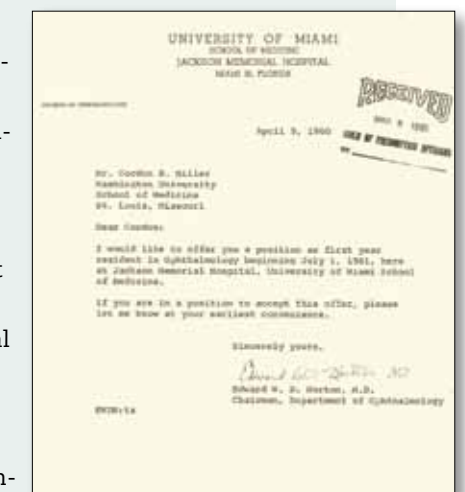 UNIVERSITY OF MIAMI
SCHOOL OF MEDICINE
JACKSON MEMORIAL HOSPITAL
MIAMI FLORIDA
RECEIVED
April 5, 1960
Mr. Gordon R. Miller
Washington University
School of Medicine
St. Louis, Missouri
Dear Gordon:
I would like to offer you a position as first year
resident in Ophthalmology beginning July 1, 1961, here
at Jackson Memorial Hospital, University of Miami School
of Medicine.
If you are in a position to accept this offer, please
let me know at your earliest convenience.
Sincerely yours,
Edward W. D. Norton, M.D.
Chairman, Department of Ophthalmology